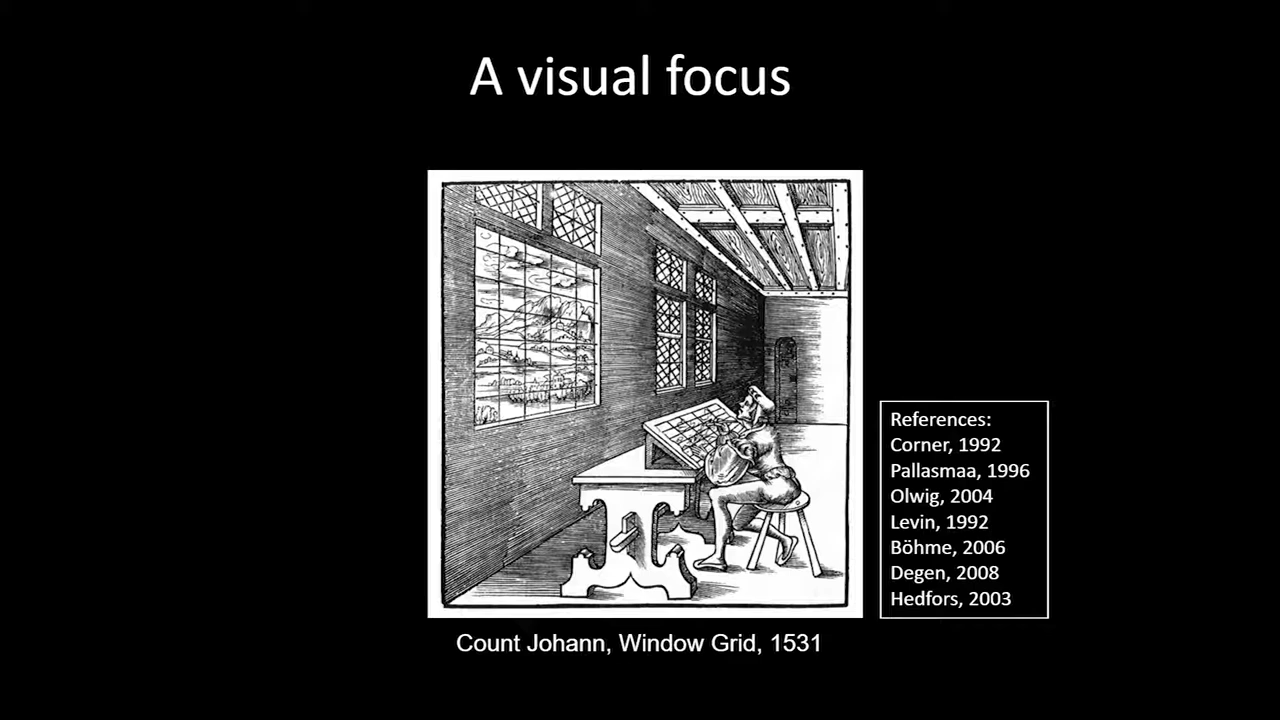 A visual focus
References:
Corner, 1992
Pallasmaa, 1996
Olwig, 2004
Levin, 1992
Böhme, 2006
Degen, 2008
Hedfors, 2003
Count Johann, Window Grid, 1531